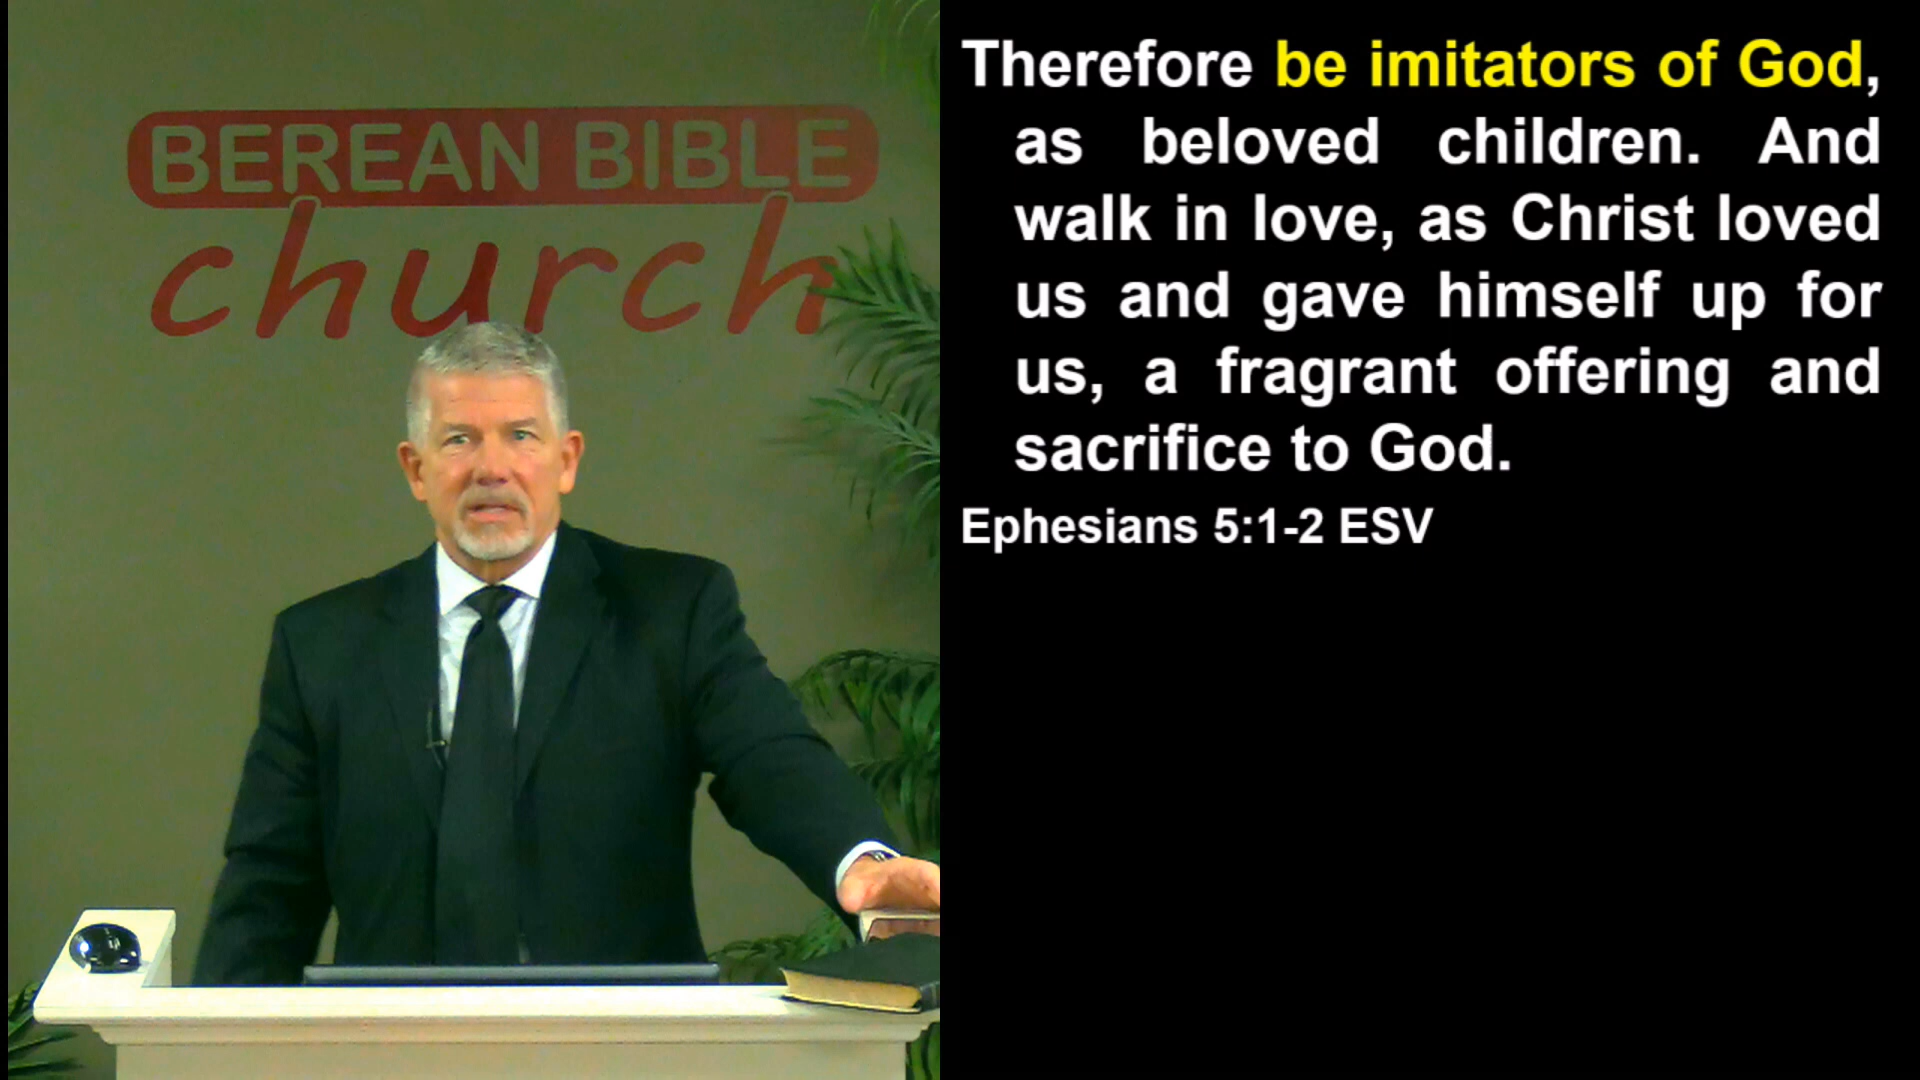 BEREAN BIBLE
church
Therefore be imitators of God,
as beloved children. And
walk in love, as Christ loved
us and gave himself up for
us, a fragrant offering and
sacrifice to God.
Ephesians 5:1-2 ESV